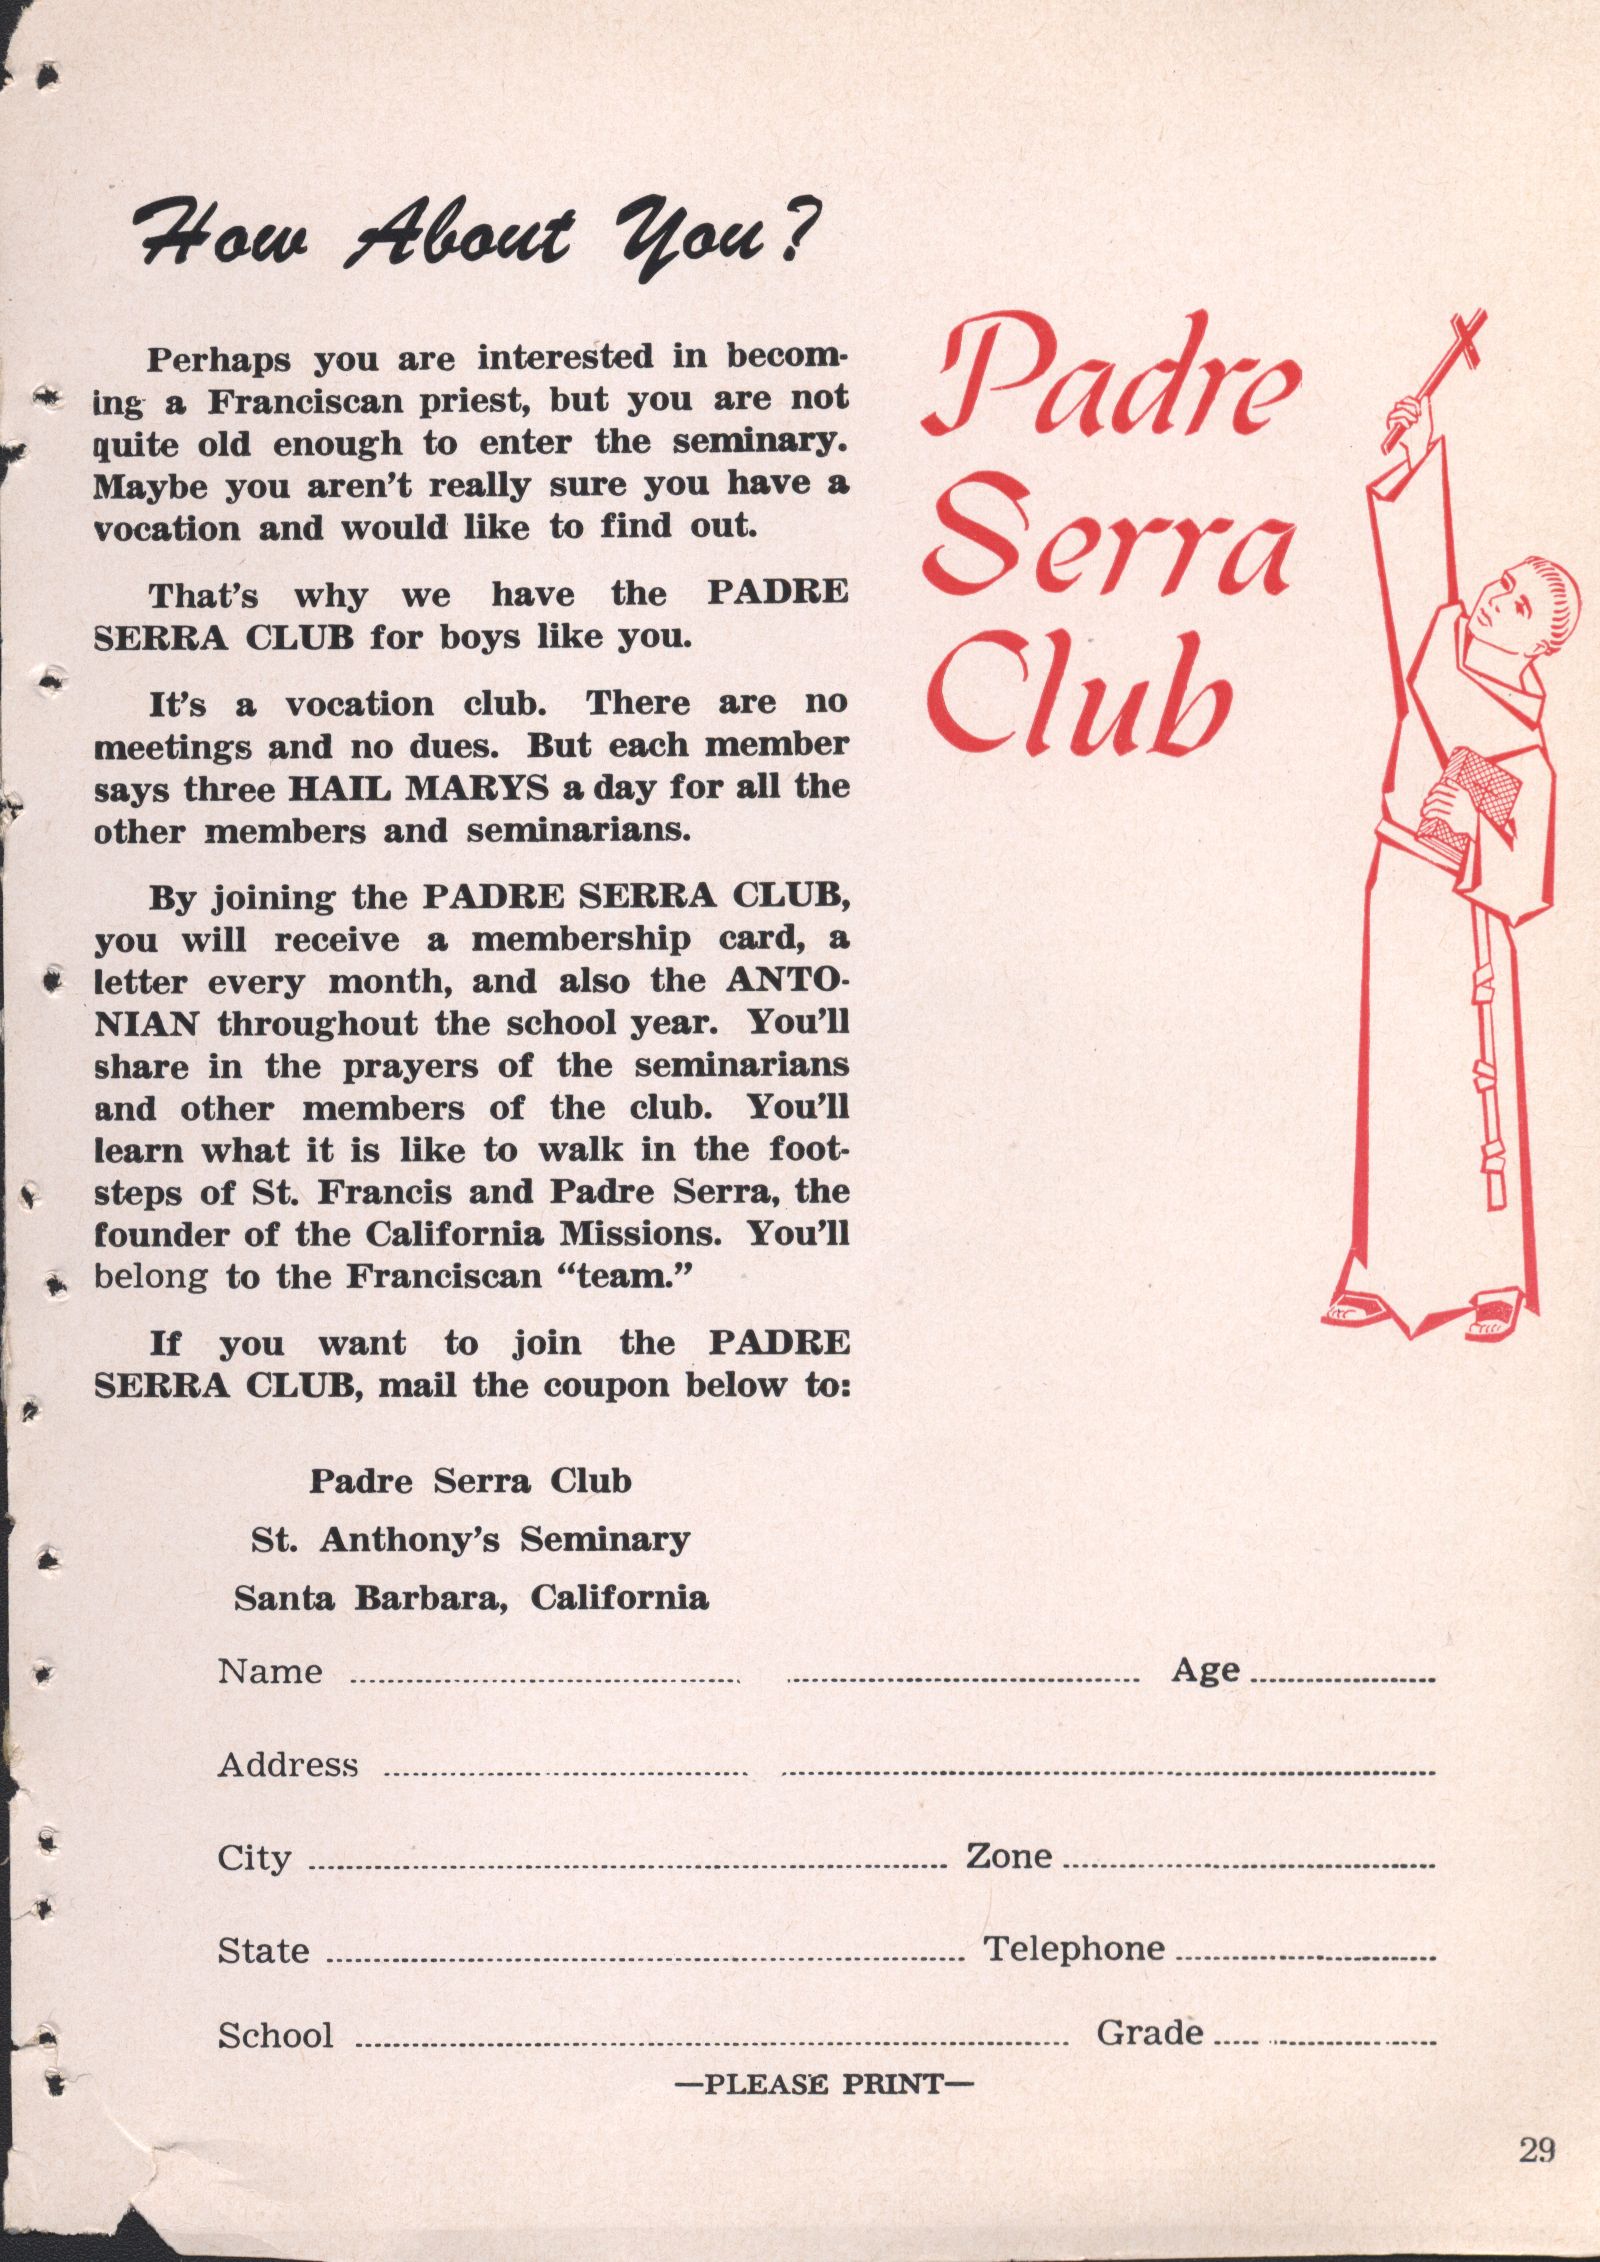 How About You?
Perhaps you are interested in becom-
ing a Franciscan priest, but you are not
quite old enough to enter the seminary.
Maybe you aren't really sure you have a
vocation and would like to find out.
That's why we have the PADRE
SERRA CLUB for boys like you.
It's a vocation club. There are no
meetings and no dues. But each member
says three HAIL MARYS a day for all the
other members and seminarians.
By joining the PADRE SERRA CLUB,
you will receive a membership card, a
letter every month, and also the ANTO-
NIAN throughout the school year. You'll
share in the prayers of the seminarians
and other members of the club. You'll
learn what it is like to walk in the foot-
steps of St. Francis and Padre Serra, the
founder of the California Missions. You'll
belong to the Franciscan "team."
If you want to join the PADRE
SERRA CLUB, mail the coupon below to:
Padre Serra Club
St. Anthony's Seminary
Santa Barbara, California
Padre
Serra
Club
Name Age
Address
City Zone
State Telephone
School Grade
—PLEASE PRINT—
29